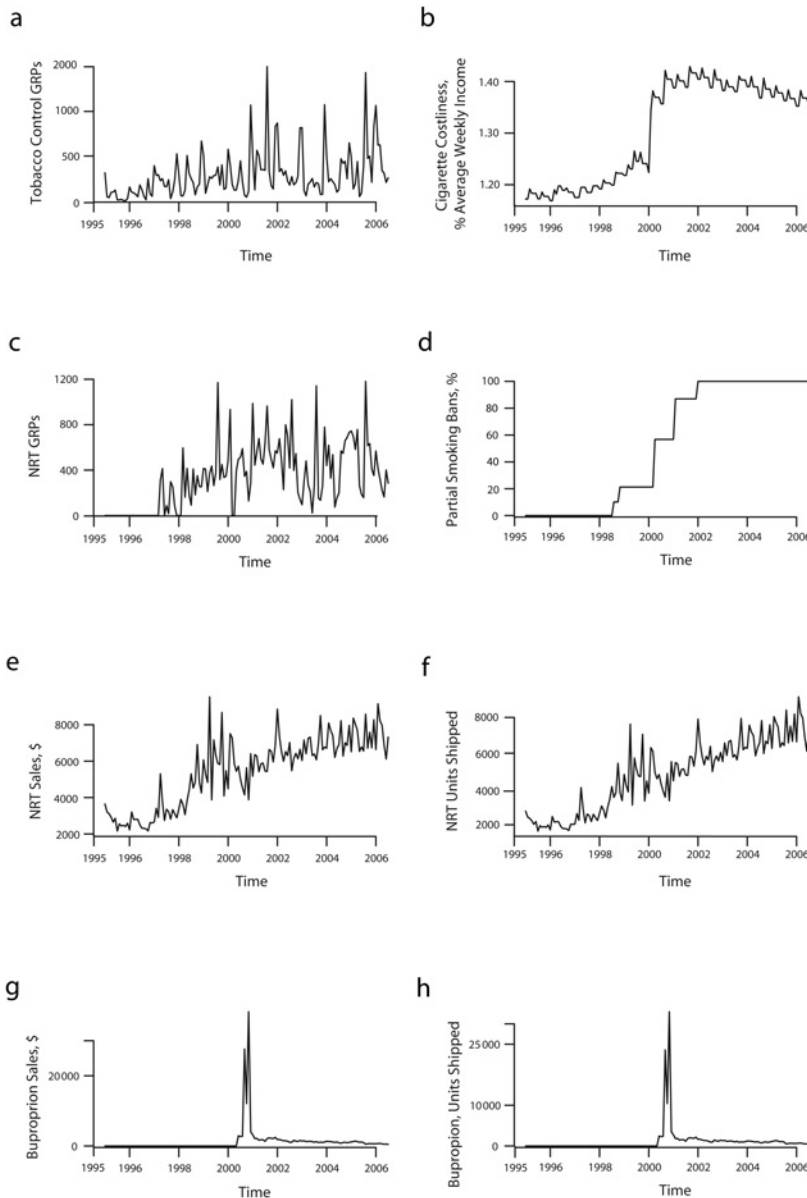 a
Tobacco Control GRPs
2000
1000
500
0
1995 1996 1998 2000 2002 2004 2006
Time
b
Cigarette Costliness,
% Average Weekly Income
1.40
1.30
1.20
1995 1996 1998 2000 2002 2004 2006
Time
c
NRT GRPs
1200
800
400
0
1995 1996 1998 2000 2002 2004 2006
Time
d
Partial Smoking Bans, %
100
80
60
40
20
0
1995 1996 1998 2000 2002 2004 2006
Time
e
NRT Sales, $
8000
6000
4000
2000
1995 1996 1998 2000 2002 2004 2006
Time
f
NRT Units Shipped
8000
6000
4000
2000
1995 1996 1998 2000 2002 2004 2006
Time
g
Buproprion Sales, $
20000
0
1995 1996 1998 2000 2002 2004 2006
Time
h
Bupropion, Units Shipped
25000
10000
0
1995 1996 1998 2000 2002 2004 2006
Time